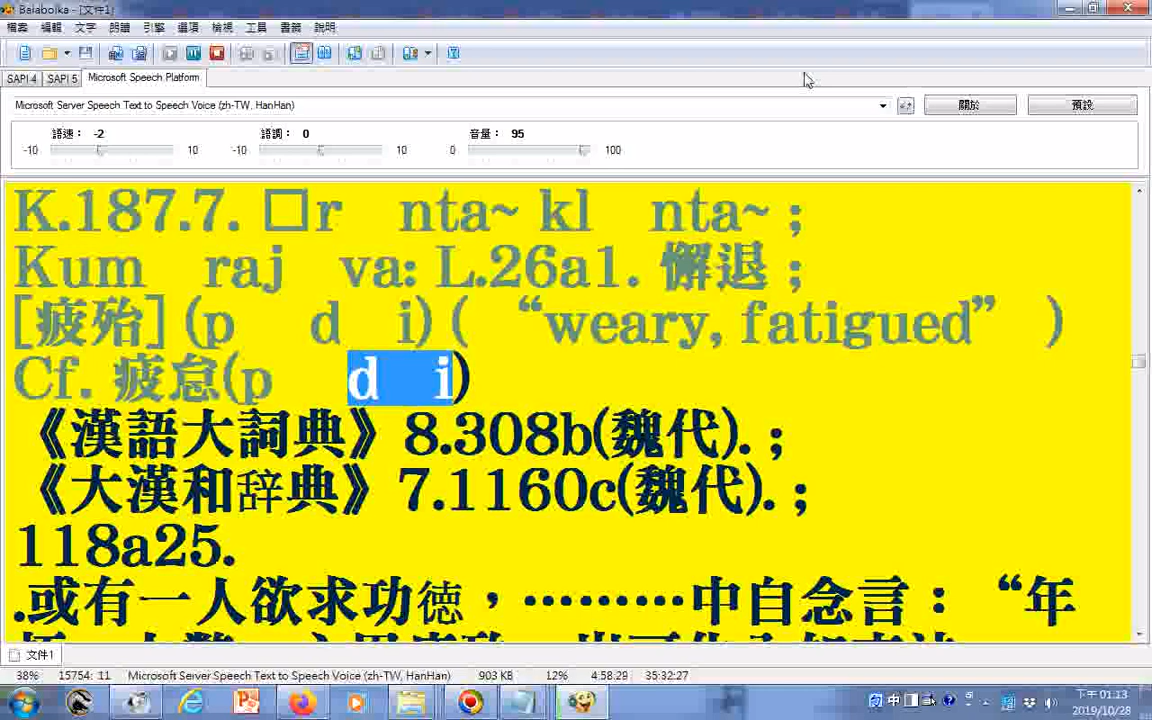 Balabolka - [文件1]
檔案 編輯 文字 朗讀 引擎 選項 檢視 工具 書籤 說明
SAPI 4 SAPI 5 Microsoft Speech Platform
Microsoft Server Speech Text to Speech Voice (zh-TW, HanHan) 關於 預設
語速： -2 語調： 0 音量： 95
-10 10 -10 10 0 100
K.187.7. □r nta~ kl nta~ ;
Kum raj va: L.26a1. 懈退 ;
[疲殆] (p d i) ( “weary, fatigued” )
Cf. 疲怠(p d i)
《漢語大詞典》 8.308b(魏代). ;
《大漢和辞典》 7.1160c(魏代). ;
118a25.
.或有一人欲求功徳，………中自念言： “年
文件1
38% 15754: 11 Microsoft Server Speech Text to Speech Voice (zh-TW, HanHan) 903 KB 12% 4:58:29 35:32:27
中 下午 01:13
2019/10/28